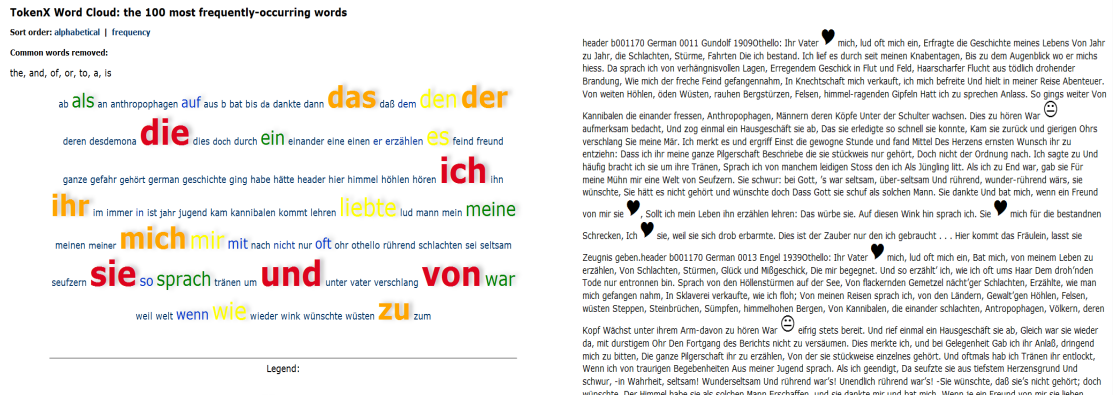 TokenX Word Cloud: the 100 most frequently-occurring words
Sort order: alphabetical | frequency
Common words removed:
the, and, of, or, to, a, is
ab als an anthropophagen auf aus b bat bis da dankte dann das daß dem den der
deren desdemona die dies doch durch ein einander eine einen er erzählen es feind freund
ganze gefahr gehört german geschichte ging habe hätte header hier himmel höhlen hören ich ihn
ihr im immer in ist jahr jugend kam kannibalen kommt lehren liebte lud mann mein meine
meinen meiner mich mir mit nach nicht nur oft ohr othello rührend schlachten sei seltsam
seufzern sie so sprach tränen um und unter vater verschlang von war
weil welt wenn wie wieder wink wünschte wüsten zu zum
Legend:
header b001170 German 0011 Gundolf 1909Othello: Ihr Vater ♥ mich, lud oft mich ein, Erfragte die Geschichte meines Lebens Von Jahr
zu Jahr, die Schlachten, Stürme, Fahrten Die ich bestand. Ich lief es durch seit meinen Knabentagen, Bis zu dem Augenblick wo er michs
hiess. Da sprach ich von verhängnisvollen Lagen, Erregendem Geschick in Flut und Feld, Haarscharfer Flucht aus tödlich drohender
Brandung, Wie mich der freche Feind gefangennahm, In Knechtschaft mich verkauft, ich mich befreite Und hielt in meiner Reise Abenteuer.
Von weiten Höhlen, öden Wüsten, rauhen Bergstürzen, Felsen, himmel-ragenden Gipfeln Hatt ich zu sprechen Anlass. So gings weiter Von
Kannibalen die einander fressen, Anthropophagen, Männern deren Köpfe Unter der Schulter wachsen. Dies zu hören War 😐
aufmerksam bedacht, Und zog einmal ein Hausgeschäft sie ab, Das sie erledigte so schnell sie konnte, Kam sie zurück und gierigen Ohrs
verschlang Sie meine Mär. Ich merkt es und ergriff Einst die gewogne Stunde und fand Mittel Des Herzens ernsten Wunsch ihr zu
entziehn: Dass ich ihr meine ganze Pilgerschaft Beschriebe die sie stückweis nur gehört, Doch nicht der Ordnung nach. Ich sagte zu Und
häufig bracht ich sie um ihre Tränen, Sprach ich von manchem leidigen Stoss den ich Als Jüngling litt. Als ich zu End war, gab sie Für
meine Mühn mir eine Welt von Seufzern. Sie schwur: bei Gott, 's war seltsam, über-seltsam Und rührend, wunder-rührend wärs, sie
wünschte, Sie hätt es nicht gehört und wünschte doch Dass Gott sie schuf als solchen Mann. Sie dankte Und bat mich, wenn ein Freund
von mir sie ♥, Sollt ich mein Leben ihn erzählen lehren: Das würbe sie. Auf diesen Wink hin sprach ich. Sie ♥ mich für die bestandnen
Schrecken, Ich ♥ sie, weil sie sich drob erbarmte. Dies ist der Zauber nur den ich gebraucht . . . Hier kommt das Fräulein, lasst sie
Zeugnis geben.header b001170 German 0013 Engel 1939Othello: Ihr Vater ♥ mich, lud oft mich ein, Bat mich, von meinem Leben zu
erzählen, Von Schlachten, Stürmen, Glück und Mißgeschick, Die mir begegnet. Und so erzählt' ich, wie ich oft ums Haar Dem droh'nden
Tode nur entronnen bin. Sprach von den Höllenstürmen auf der See, Von flackernden Gemetzel nächt'ger Schlachten, Erzählte, wie man
mich gefangen nahm, In Sklaverei verkaufte, wie ich floh; Von meinen Reisen sprach ich, von den Ländern, Gewalt'gen Höhlen, Felsen,
wüsten Steppen, Steinbrüchen, Sümpfen, himmelhohen Bergen, Von Kannibalen, die einander schlachten, Antropophagen, Völkern, deren
Kopf Wächst unter ihrem Arm-davon zu hören War 😐 eifrig stets bereit. Und rief einmal ein Hausgeschäft sie ab, Gleich war sie wieder
da, mit durstigem Ohr Den Fortgang des Berichts nicht zu versäumen. Dies merkte ich, und bei Gelegenheit Gab ich ihr Anlaß, dringend
mich zu bitten, Die ganze Pilgerschaft ihr zu erzählen, Von der sie stückweise einzelnes gehört. Und oftmals hab ich Tränen ihr entlockt,
Wenn ich von traurigen Begebenheiten Aus meiner Jugend sprach. Als ich geendigt, Da seufzte sie aus tiefstem Herzensgrund Und
schwur, -in Wahrheit, seltsam! Wunderseltsam Und rührend war's! Unendlich rührend war's! -Sie wünschte, daß sie's nicht gehört; doch
wünschte, Der Himmel habe sie als solchen Mann Erschaffen, und sie dankte mir und bat mich, Wenn je ein Freund von mir sie lieben